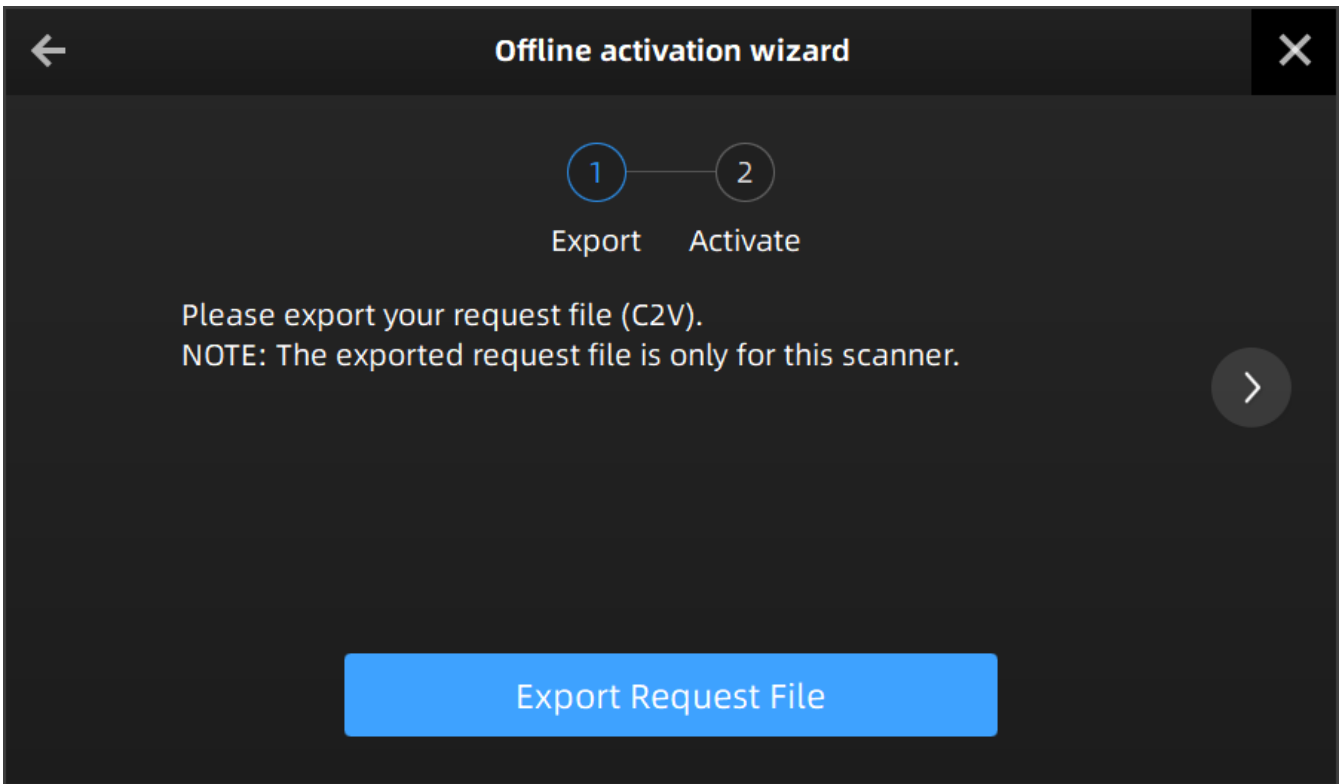 Offline activation wizard
1 2
Export Activate
Please export your request file (C2V).
NOTE: The exported request file is only for this scanner.
Export Request File